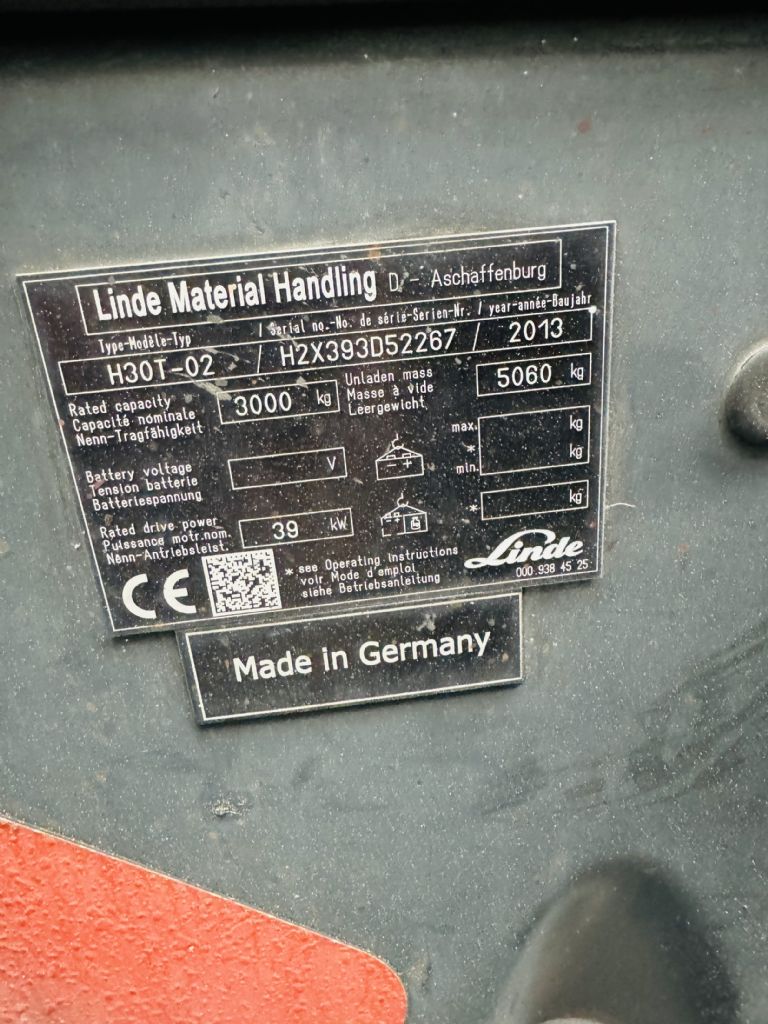 Linde Material Handling D - Aschaffenburg
Type-Modèle-Typ / Serial no.-No. de série-Serien-Nr. / year-année-Baujahr
H30T-02 / H2X393D52267 / 2013
Rated capacity
Capacité nominale
Nenn-Tragfähigkeit
3000 kg
Unladen mass
Masse à vide
Leergewicht
5060 kg
Battery voltage
Tension batterie
Batteriespannung
V
- +
max. kg
*
min. kg
Rated drive power
Puissance motr.nom.
Nenn-Antriebsleist.
39 kW
- +
* kg
CE
* see Operating Instructions
voir Mode d'emploi
siehe Betriebsanleitung
Linde
000 938 45 25
Made in Germany